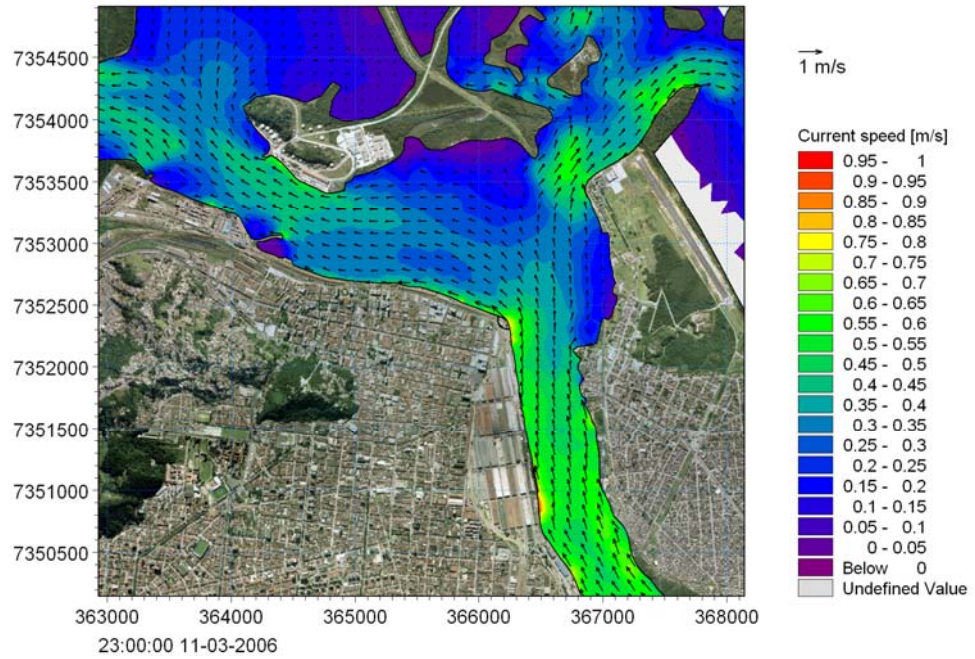 7354500
7354000
7353500
7353000
7352500
7352000
7351500
7351000
7350500
363000 364000 365000 366000 367000 368000
23:00:00 11-03-2006
1 m/s
Current speed [m/s]
0.95 - 1
0.9 - 0.95
0.85 - 0.9
0.8 - 0.85
0.75 - 0.8
0.7 - 0.75
0.65 - 0.7
0.6 - 0.65
0.55 - 0.6
0.5 - 0.55
0.45 - 0.5
0.4 - 0.45
0.35 - 0.4
0.3 - 0.35
0.25 - 0.3
0.2 - 0.25
0.15 - 0.2
0.1 - 0.15
0.05 - 0.1
0 - 0.05
Below 0
Undefined Value